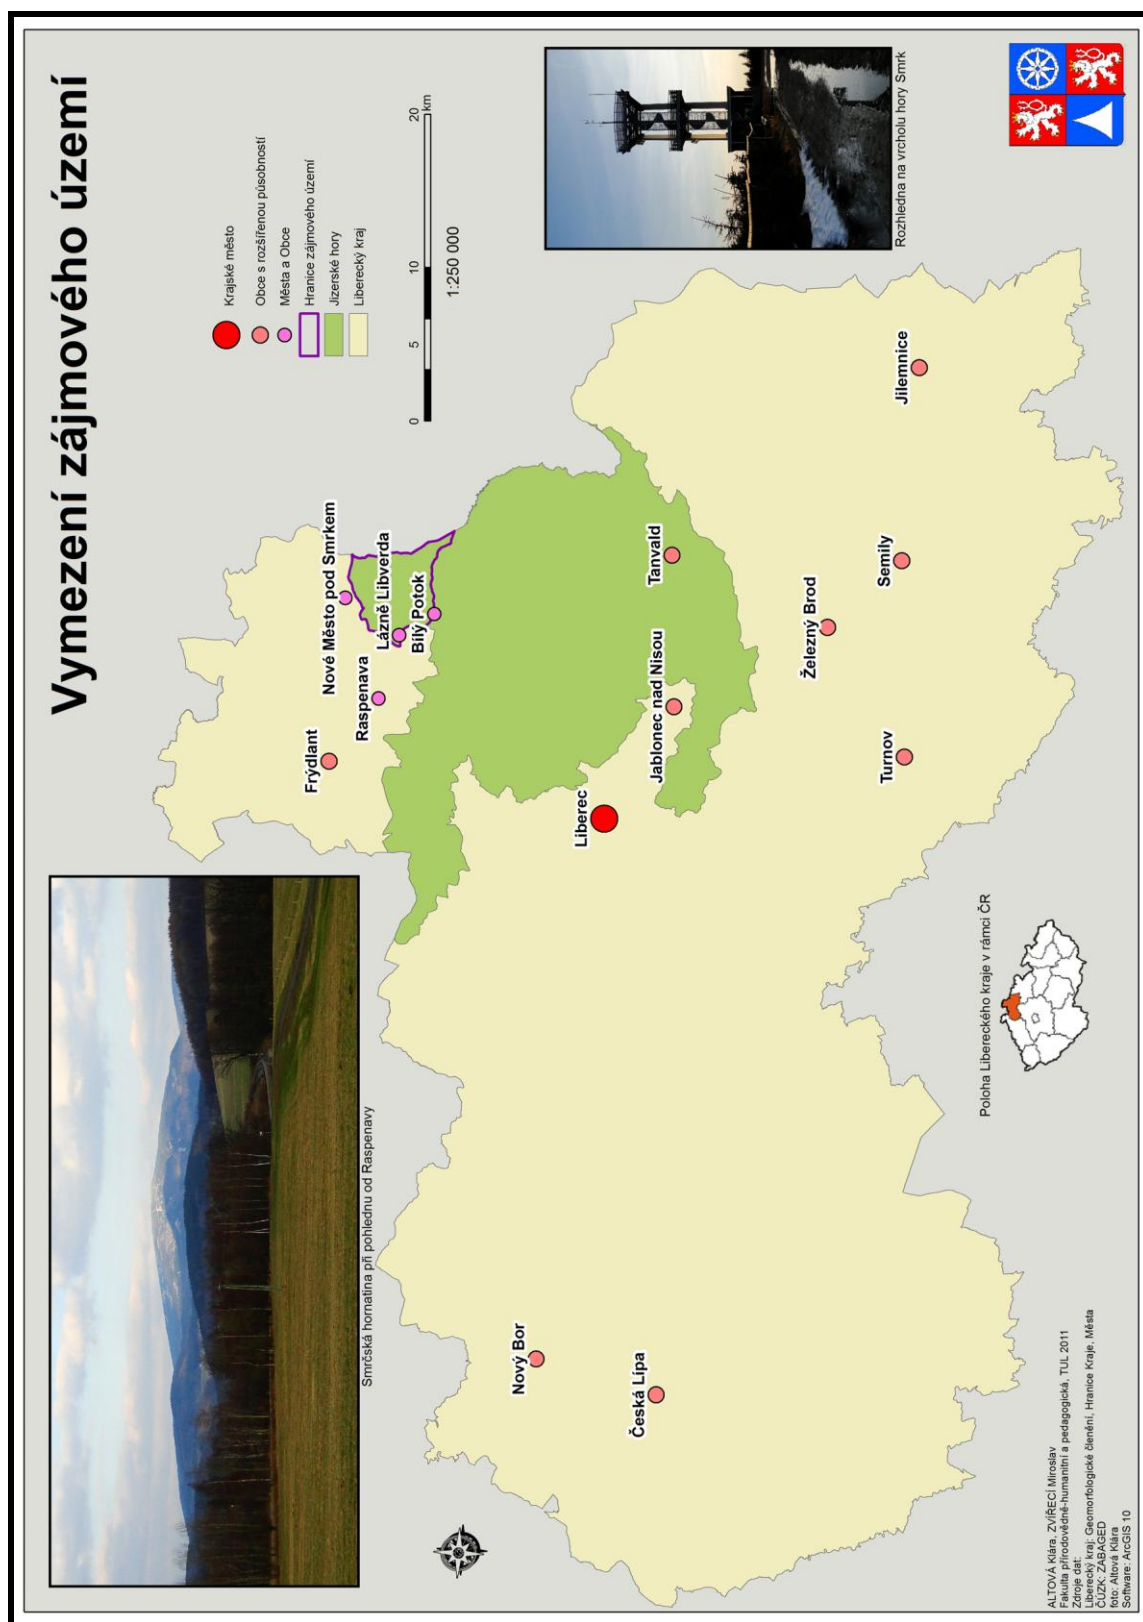 Vymezení zájmového území
Krajské město
Obce s rozšířenou působností
Města a Obce
Hranice zájmového území
Jizerské hory
Liberecký kraj
0 5 10 20
km
1:250 000
Smrčská hornatina při pohlednu od Raspenavy
Rozhledna na vrcholu hory Smrk
Nové Město pod Smrkem
Frýdlant
Raspenava
Lázně Libverda
Bílý Potok
Nový Bor
Liberec
Česká Lípa
Jablonec nad Nisou
Tanvald
Železný Brod
Turnov
Semily
Jilemnice
Poloha Libereckého kraje v rámci ČR
ALTOVÁ Klára, ZVÍŘECÍ Miroslav
Fakulta přírodovědně-humanitní a pedagogická, TUL 2011
Zdroje dat:
Liberecký kraj: Geomorfologické členění, Hranice Kraje, Města
ČÚZK: ZABAGED
foto: Altová Klára
Software: ArcGIS 10